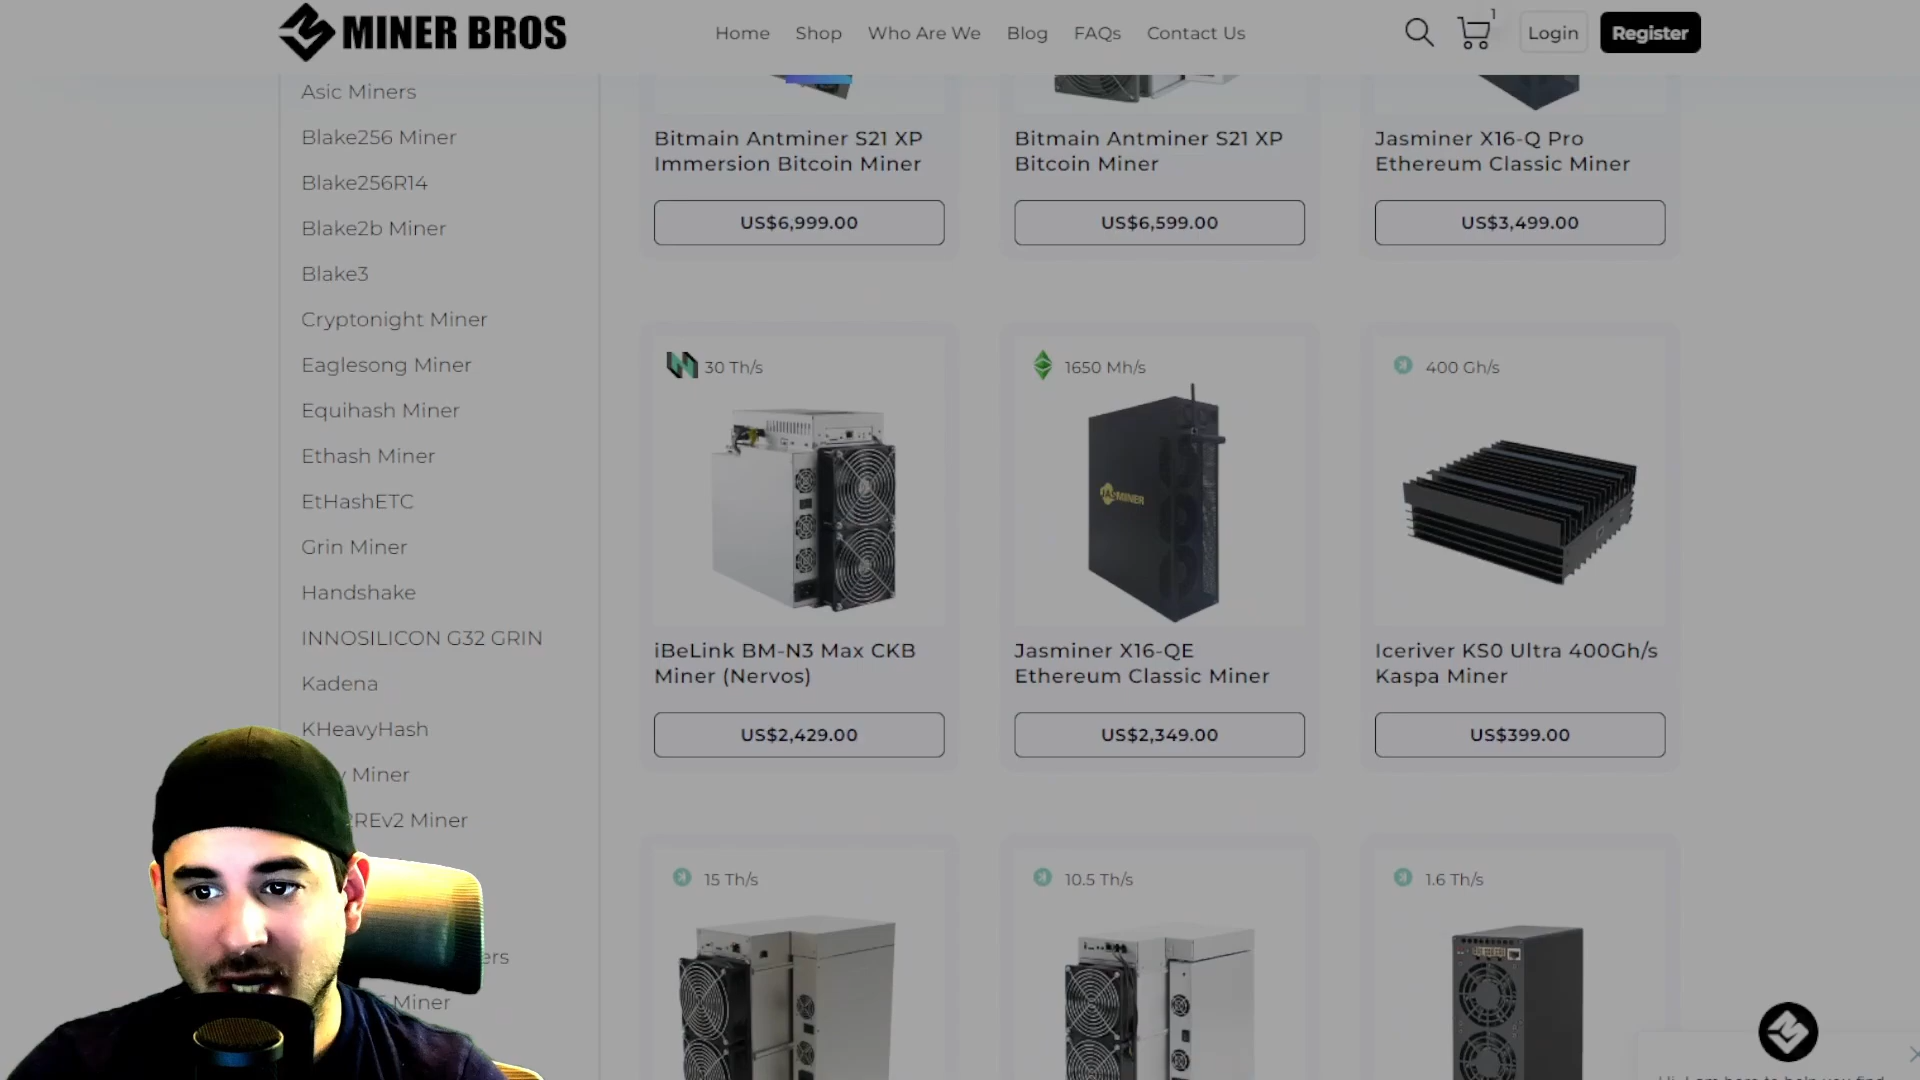 MINER BROS
Home
Shop
Who Are We
Blog
FAQs
Contact Us
1
Login
Register
Asic Miners
Blake256 Miner
Blake256R14
Blake2b Miner
Blake3
Cryptonight Miner
Eaglesong Miner
Equihash Miner
Ethash Miner
EtHashETC
Grin Miner
Handshake
INNOSILICON G32 GRIN
Kadena
KHeavyHash
Miner
2REv2 Miner
Miner
Bitmain Antminer S21 XP
Immersion Bitcoin Miner
US$6,999.00
Bitmain Antminer S21 XP
Bitcoin Miner
US$6,599.00
Jasminer X16-Q Pro
Ethereum Classic Miner
US$3,499.00
30 Th/s
iBeLink BM-N3 Max CKB
Miner (Nervos)
US$2,429.00
1650 Mh/s
JASMINER
Jasminer X16-QE
Ethereum Classic Miner
US$2,349.00
400 Gh/s
Iceriver KS0 Ultra 400Gh/s
Kaspa Miner
US$399.00
15 Th/s
10.5 Th/s
1.6 Th/s